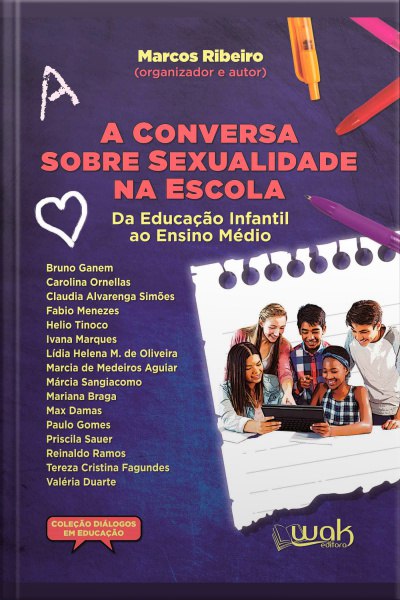 Marcos Ribeiro
(organizador e autor)
A
A CONVERSA
SOBRE SEXUALIDADE
NA ESCOLA
Da Educação Infantil
ao Ensino Médio
Bruno Ganem
Carolina Ornellas
Claudia Alvarenga Simões
Fabio Menezes
Helio Tinoco
Ivana Marques
Lídia Helena M. de Oliveira
Marcia de Medeiros Aguiar
Márcia Sangiacomo
Mariana Braga
Max Damas
Paulo Gomes
Priscila Sauer
Reinaldo Ramos
Tereza Cristina Fagundes
Valéria Duarte
COLEÇÃO DIÁLOGOS
EM EDUCAÇÃO
wak
editora